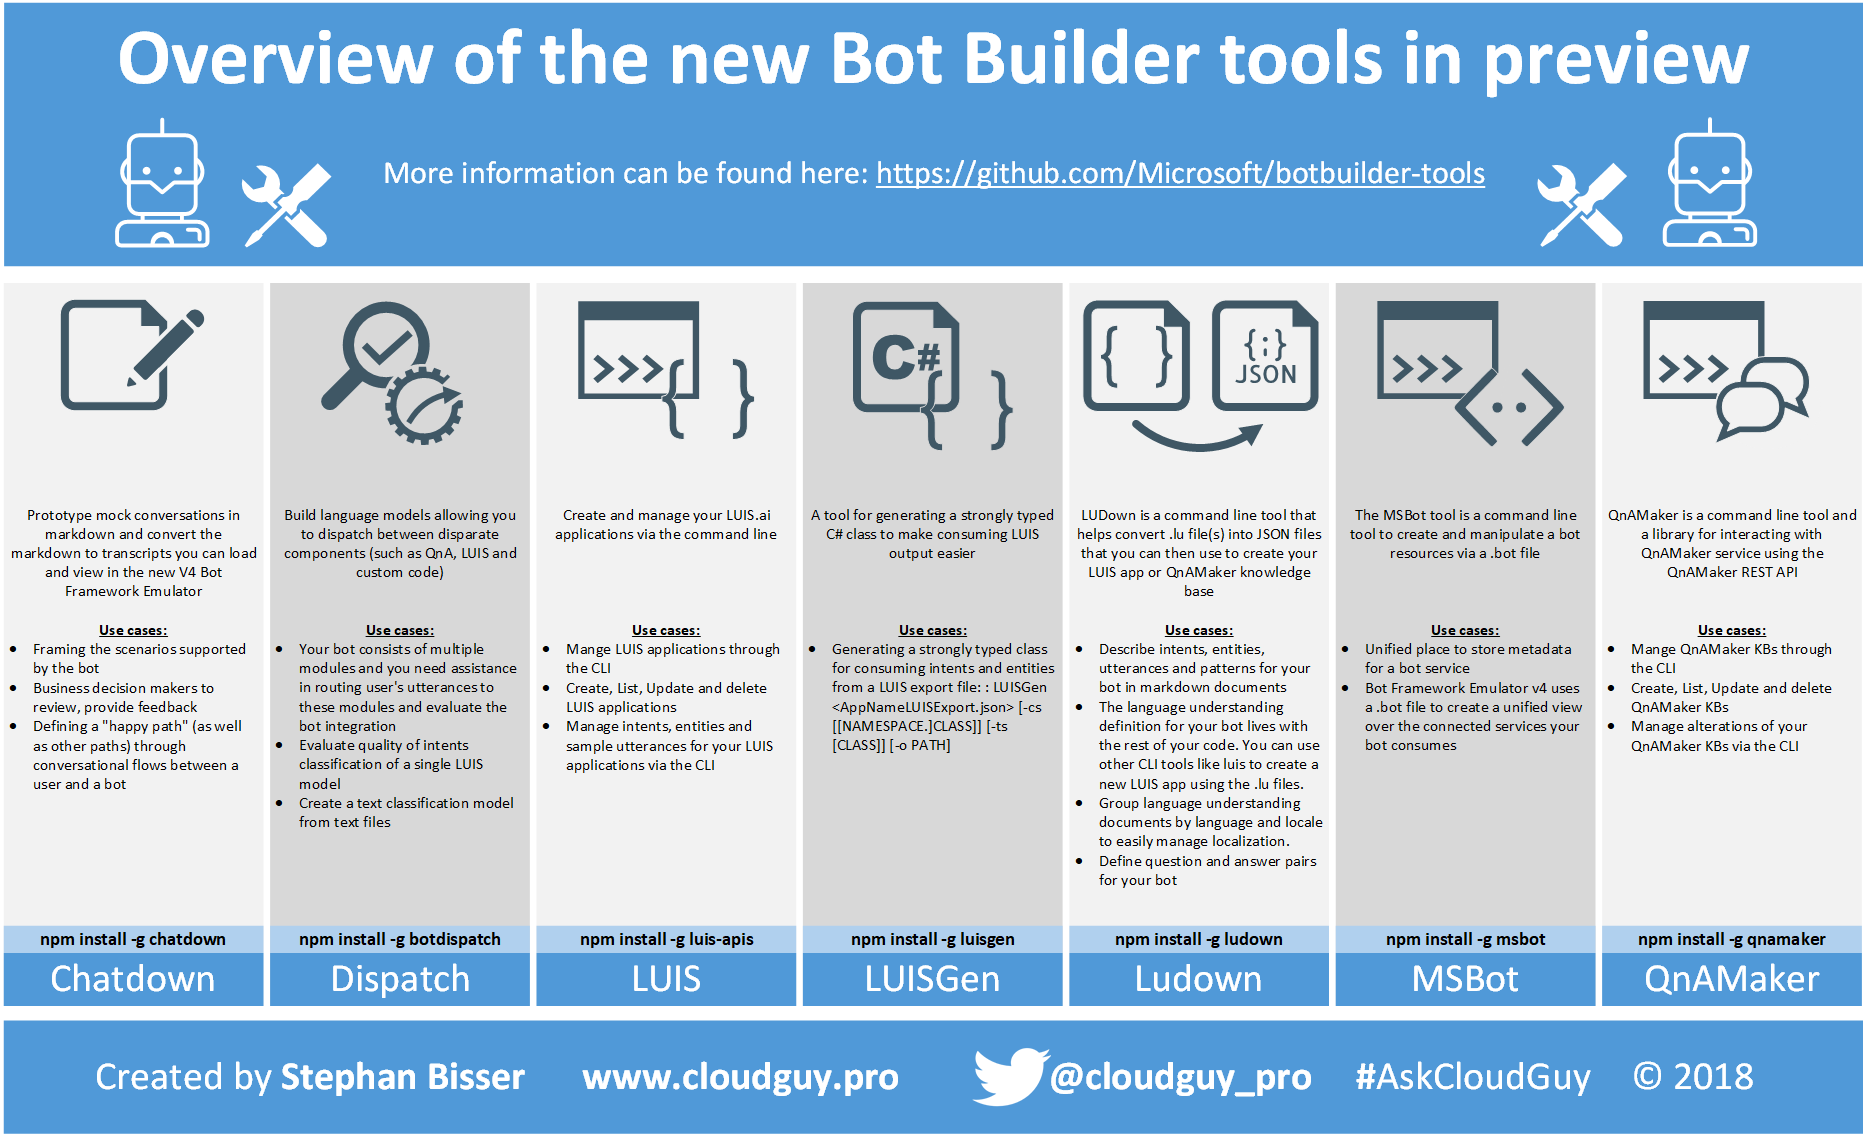 Overview of the new Bot Builder tools in preview
More information can be found here: https://github.com/Microsoft/botbuilder-tools
Prototype mock conversations in
markdown and convert the
markdown to transcripts you can load
and view in the new V4 Bot
Framework Emulator
Use cases:
• Framing the scenarios supported
by the bot
• Business decision makers to
review, provide feedback
• Defining a "happy path" (as well
as other paths) through
conversational flows between a
user and a bot
npm install -g chatdown
Chatdown
Build language models allowing you
to dispatch between disparate
components (such as QnA, LUIS and
custom code)
Use cases:
• Your bot consists of multiple
modules and you need assistance
in routing user's utterances to
these modules and evaluate the
bot integration
• Evaluate quality of intents
classification of a single LUIS
model
• Create a text classification model
from text files
npm install -g botdispatch
Dispatch
>>>{ }
Create and manage your LUIS.ai
applications via the command line
Use cases:
• Mange LUIS applications through
the CLI
• Create, List, Update and delete
LUIS applications
• Manage intents, entities and
sample utterances for your LUIS
applications via the CLI
npm install -g luis-apis
LUIS
C#
{ }
A tool for generating a strongly typed
C# class to make consuming LUIS
output easier
Use cases:
• Generating a strongly typed class
for consuming intents and entities
from a LUIS export file: : LUISGen
<AppNameLUISExport.json> [-cs
[[NAMESPACE.]CLASS]] [-ts
[CLASS]] [-o PATH]
npm install -g luisgen
LUISGen
{ }
{;}
JSON
LUDown is a command line tool that
helps convert .lu file(s) into JSON files
that you can then use to create your
LUIS app or QnAMaker knowledge
base
Use cases:
• Describe intents, entities,
utterances and patterns for your
bot in markdown documents
• The language understanding
definition for your bot lives with
the rest of your code. You can use
other CLI tools like luis to create a
new LUIS app using the .lu files.
• Group language understanding
documents by language and locale
to easily manage localization.
• Define question and answer pairs
for your bot
npm install -g ludown
Ludown
>>>
<··>
The MSBot tool is a command line
tool to create and manipulate a bot
resources via a .bot file
Use cases:
• Unified place to store metadata
for a bot service
• Bot Framework Emulator v4 uses
a .bot file to create a unified view
over the connected services your
bot consumes
npm install -g msbot
MSBot
>>>
QnAMaker is a command line tool and
a library for interacting with
QnAMaker service using the
QnAMaker REST API
Use cases:
• Mange QnAMaker KBs through
the CLI
• Create, List, Update and delete
QnAMaker KBs
• Manage alterations of your
QnAMaker KBs via the CLI
npm install -g qnamaker
QnAMaker
Created by Stephan Bisser www.cloudguy.pro @cloudguy_pro #AskCloudGuy © 2018